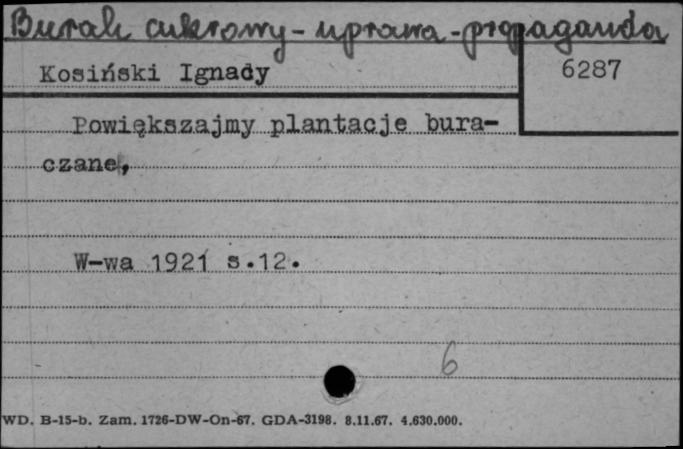 Burak cukrowy - uprawa - propaganda
Kosiński Ignady
6287
Powiększajmy plantacje bura-
czane,
W-wa 1921 s.12.
6
WD. B-15-b. Zam. 1726-DW-On-67. GDA-3198. 8.11.67. 4.630.000.